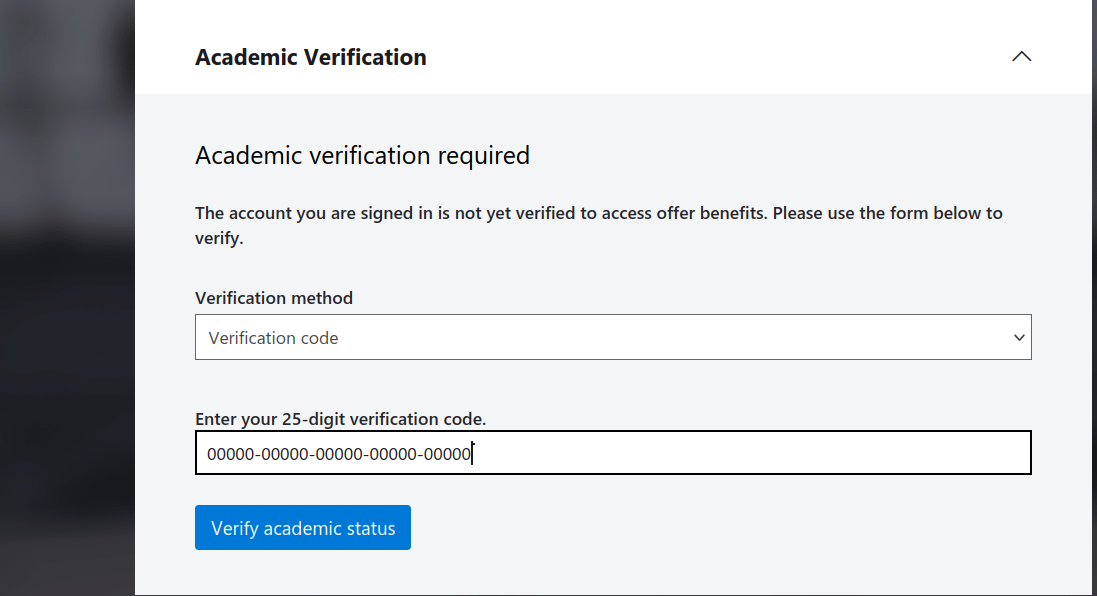 Academic Verification
Academic verification required
The account you are signed in is not yet verified to access offer benefits. Please use the form below to
verify.
Verification method
Verification code
Enter your 25-digit verification code.
00000-00000-00000-00000-00000
Verify academic status